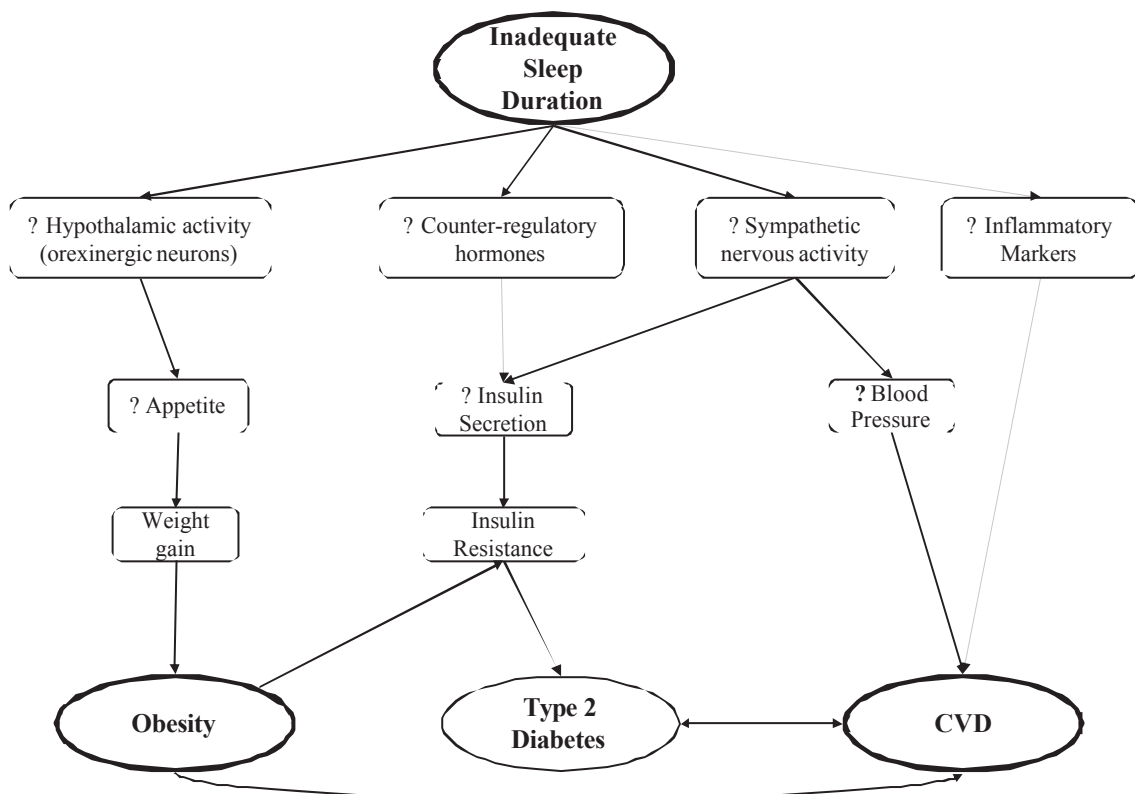 Inadequate
Sleep
Duration
? Hypothalamic activity
(orexinergic neurons)
? Counter-regulatory
hormones
? Sympathetic
nervous activity
? Inflammatory
Markers
? Appetite
? Insulin
Secretion
? Blood
Pressure
Weight
gain
Insulin
Resistance
Obesity
Type 2
Diabetes
CVD